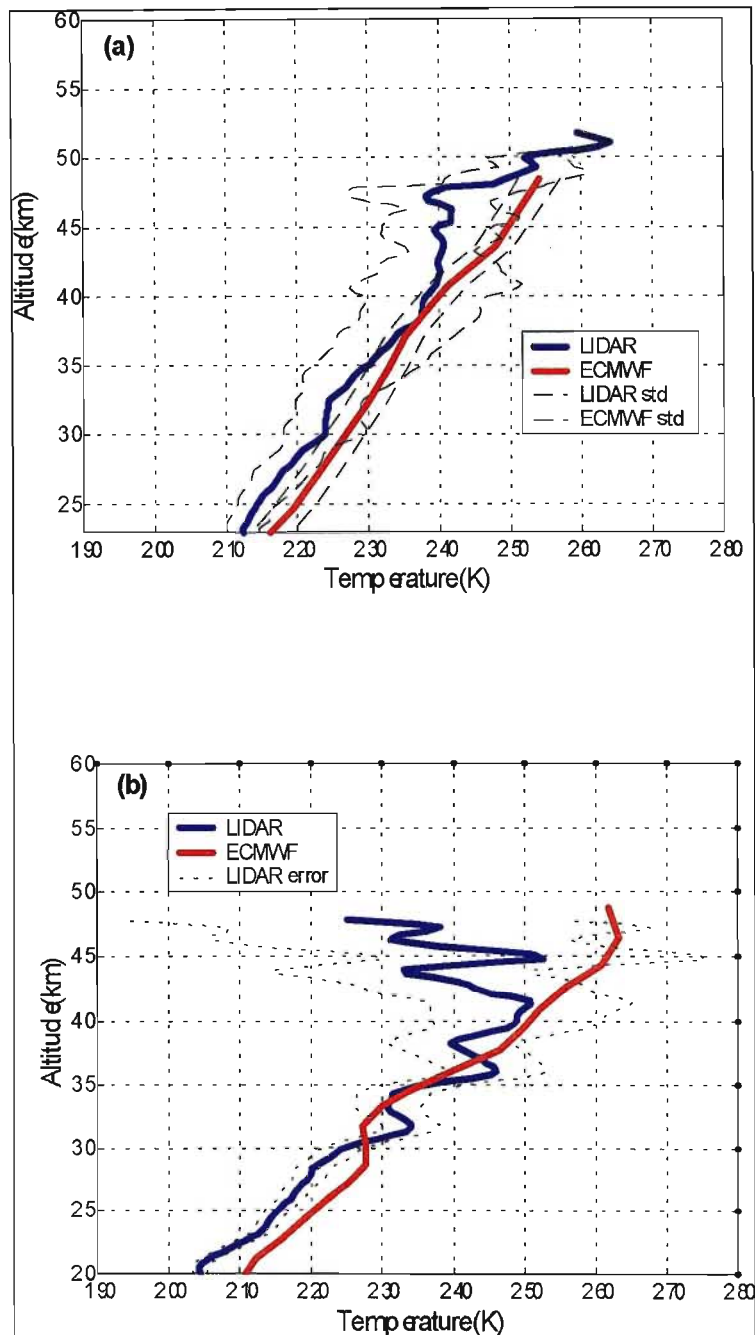 (a)
60
55
50
45
40
35
30
25
Altitude(km)
190 200 210 220 230 240 250 260 270 280
Temperature(K)
LIDAR
ECMWF
LIDAR std
ECMWF std
(b)
60
55
50
45
40
35
30
25
20
Altitude(km)
190 200 210 220 230 240 250 260 270 280
Temperature(K)
LIDAR
ECMWF
LIDAR error